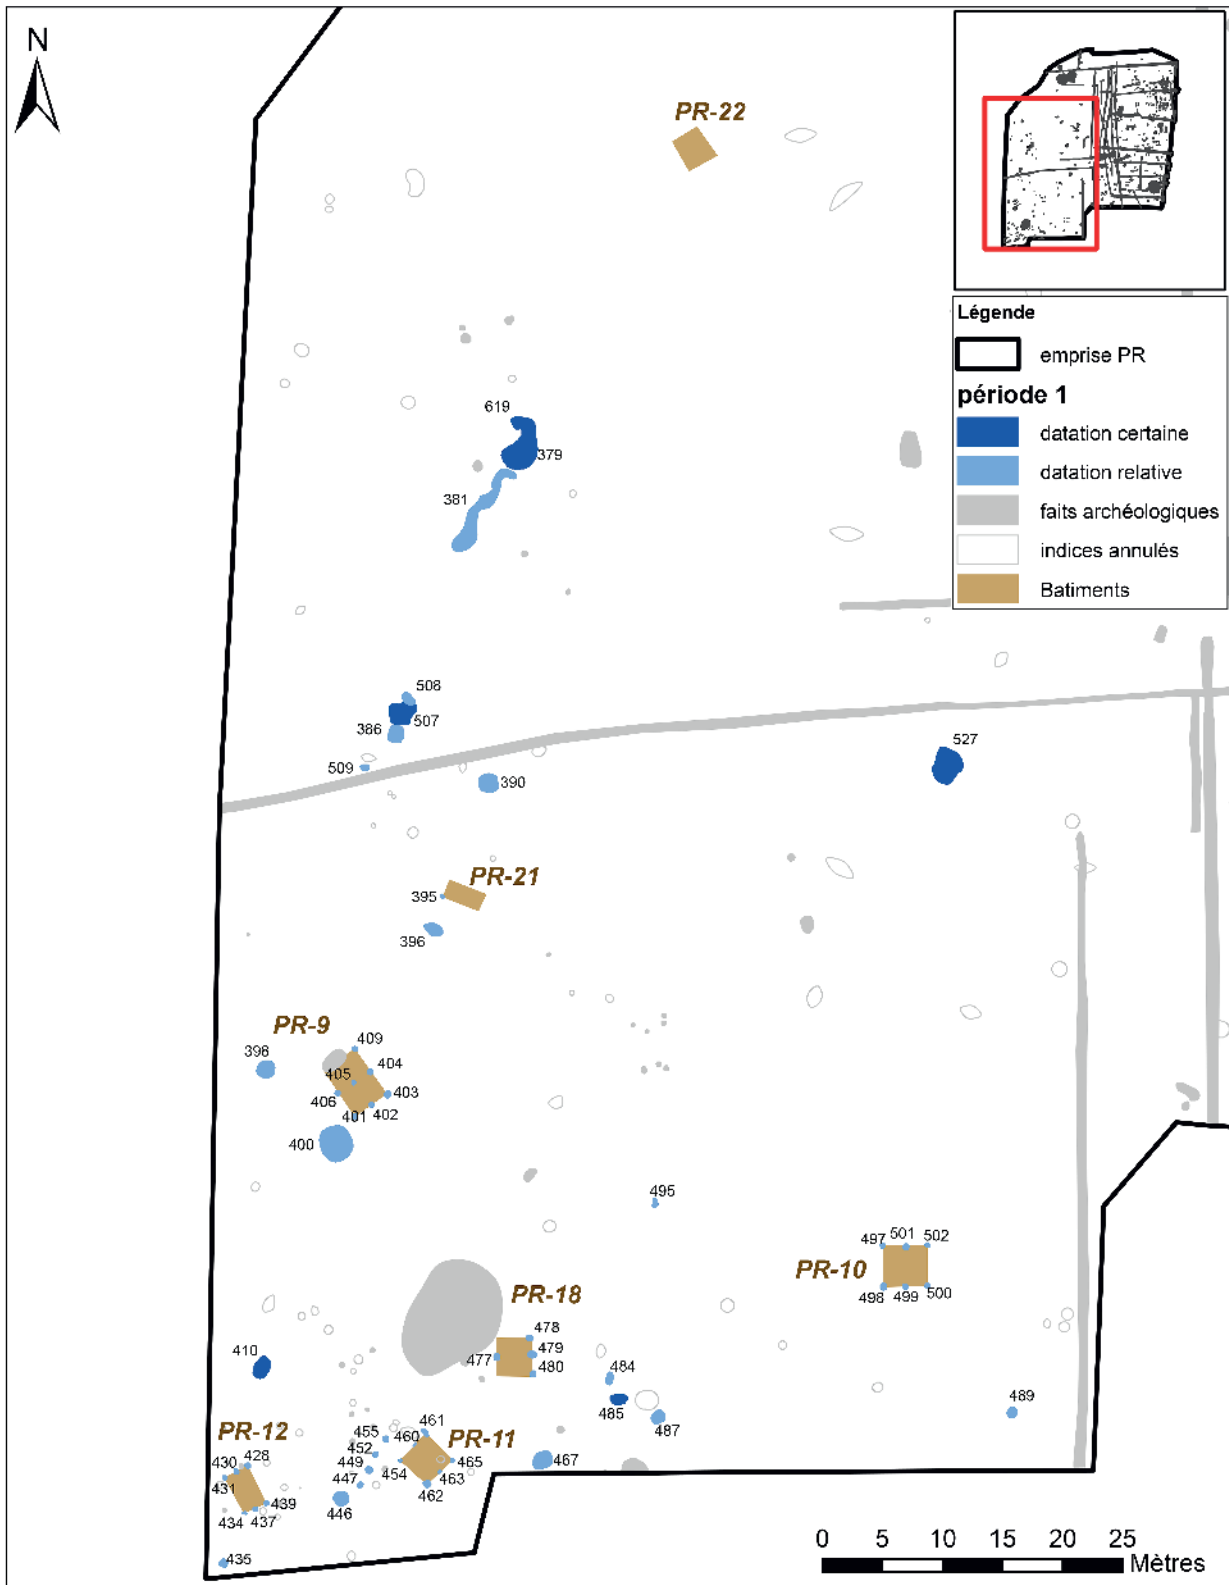 N
PR-22
Légende
emprise PR
période 1
datation certaine
datation relative
faits archéologiques
indices annulés
Batiments
619
379
381
508
507
386
509
390
527
PR-21
395
396
PR-9
409
398
404
405
403
406
402
401
400
495
497 501 502
PR-10
498 499 500
PR-18
478
479
477
480
410
484
485
487
489
PR-12
428
430
431
439
434 437
435
461
455
460
PR-11
452
465
454
449
463
447
462
446
467
0 5 10 15 20 25
Mètres